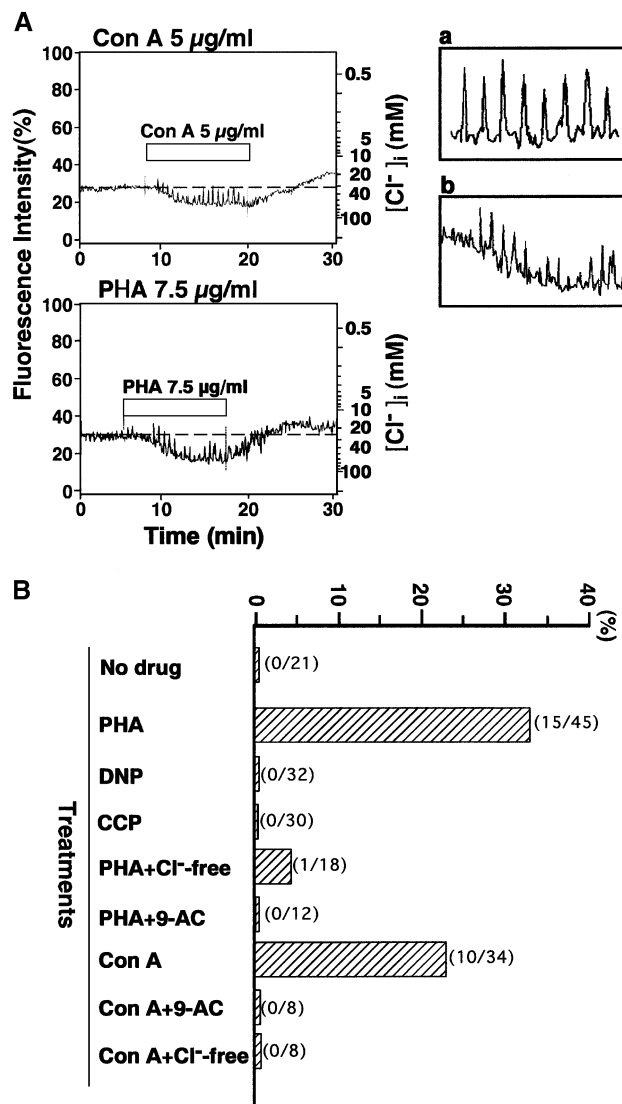 A
Con A 5 µg/ml
100
80
60
40
20
0
Con A 5 µg/ml
0.5
5
10
20
40
100
0 10 20 30
[Cl⁻]i (mM)
Fluorescence Intensity(%)
PHA 7.5 µg/ml
100
80
60
40
20
0
PHA 7.5 µg/ml
0.5
5
10
20
40
100
0 10 20 30
[Cl⁻]i (mM)
Time (min)
a
b
B
0 10 20 30 40
(%)
Treatments
No drug (0/21)
PHA (15/45)
DNP (0/32)
CCP (0/30)
PHA+Cl⁻-free (1/18)
PHA+9-AC (0/12)
Con A (10/34)
Con A+9-AC (0/8)
Con A+Cl⁻-free (0/8)